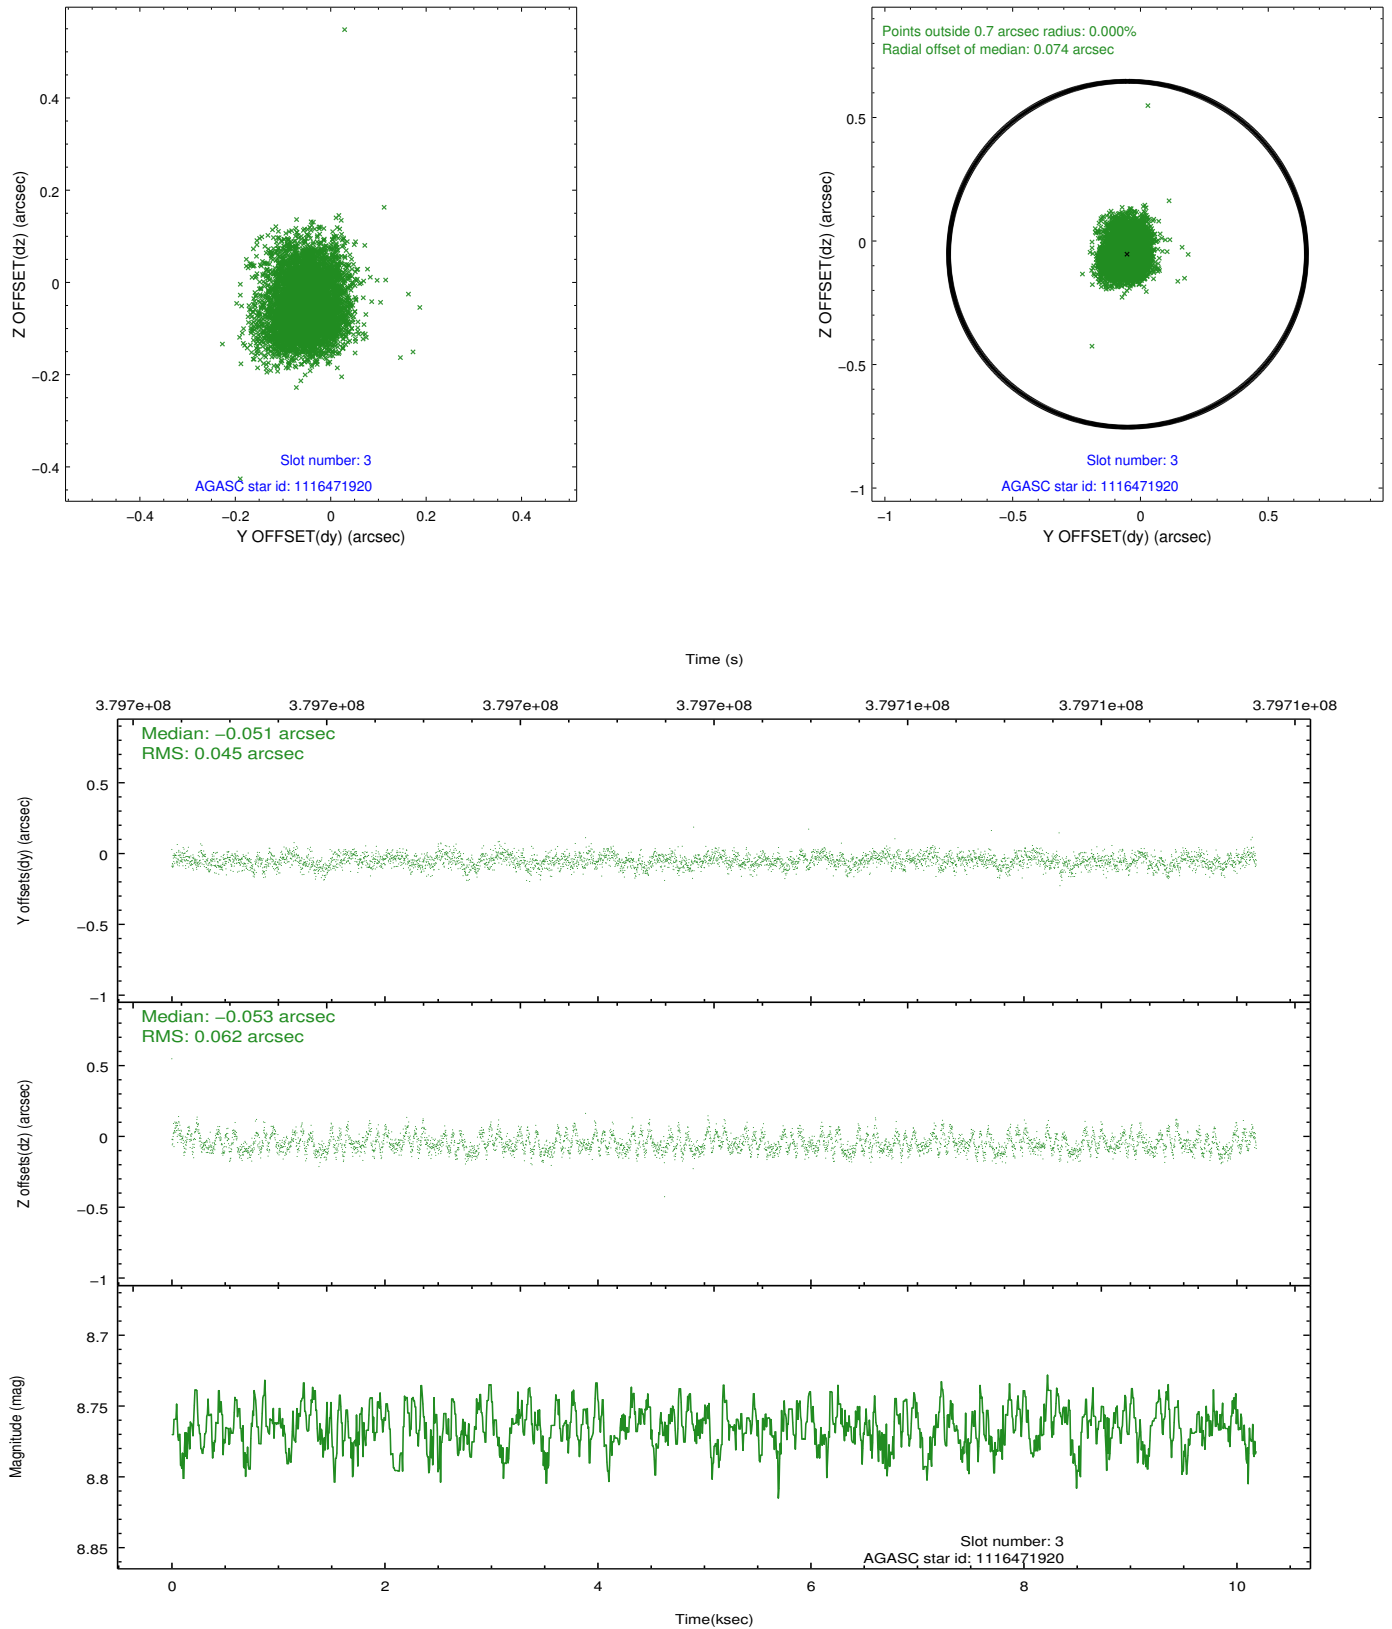 0.4
0.2
0
−0.2
−0.4
Z OFFSET(dz) (arcsec)
Slot number: 3
AGASC star id: 1116471920
−0.4 −0.2 0 0.2 0.4
Y OFFSET(dy) (arcsec)
Points outside 0.7 arcsec radius: 0.000%
Radial offset of median: 0.074 arcsec
0.5
0
−0.5
−1
Z OFFSET(dz) (arcsec)
Slot number: 3
AGASC star id: 1116471920
−1 −0.5 0 0.5
Y OFFSET(dy) (arcsec)
Time (s)
3.797e+08 3.797e+08 3.797e+08 3.797e+08 3.7971e+08 3.7971e+08 3.7971e+08
Median: −0.051 arcsec
RMS: 0.045 arcsec
0.5
0
−0.5
−1
Y offsets(dy) (arcsec)
Median: −0.053 arcsec
RMS: 0.062 arcsec
0.5
0
−0.5
−1
Z offsets(dz) (arcsec)
8.7
8.75
8.8
8.85
Magnitude (mag)
Slot number: 3
AGASC star id: 1116471920
0 2 4 6 8 10
Time(ksec)